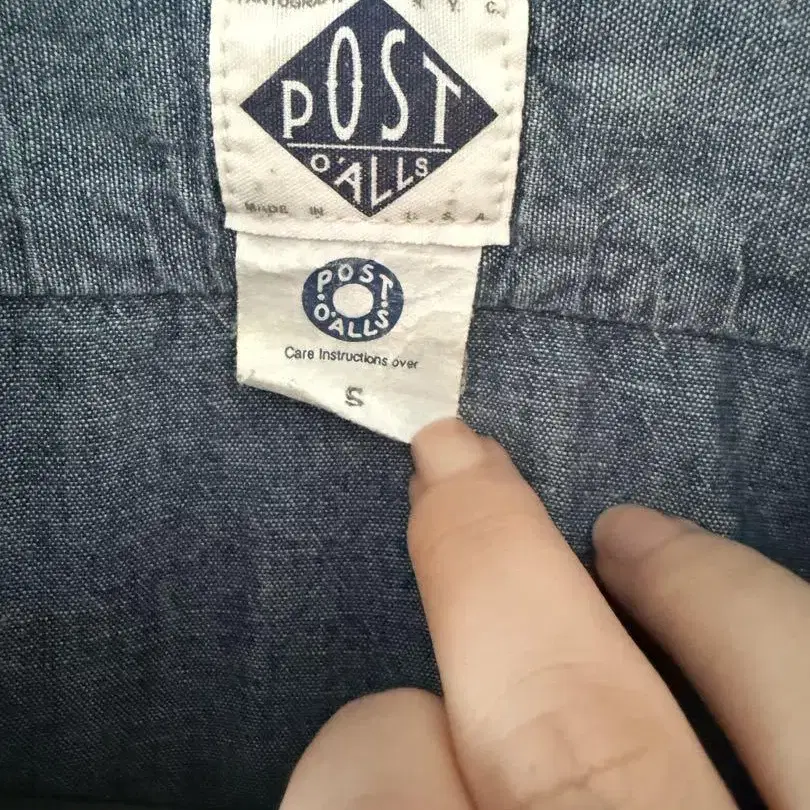 N. Y. C.
POST
O'ALLS
MADE IN U. S. A.
POST
O'ALLS
Care Instructions over
S